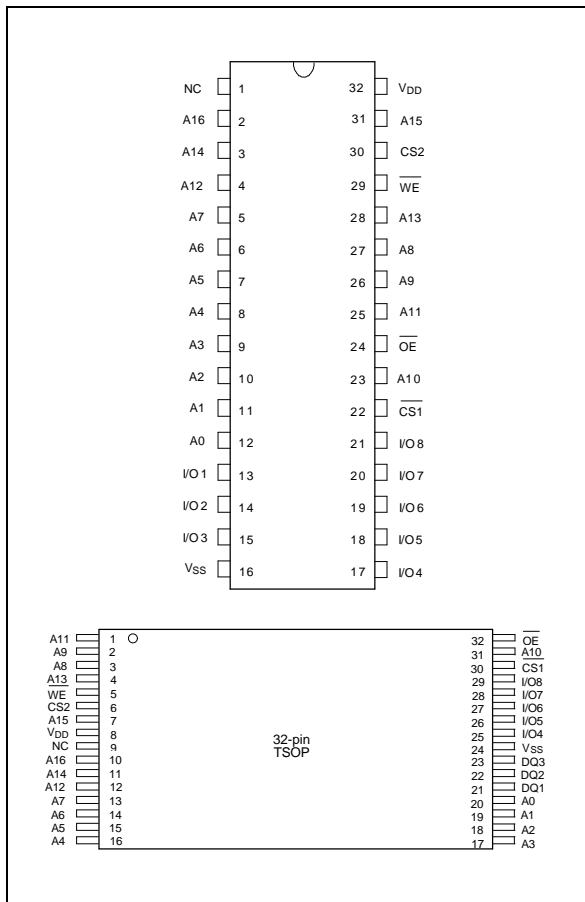 NC 1 32 VDD
A16 2 31 A15
A14 3 30 CS2
A12 4 29 WE
A7 5 28 A13
A6 6 27 A8
A5 7 26 A9
A4 8 25 A11
A3 9 24 OE
A2 10 23 A10
A1 11 22 CS1
A0 12 21 I/O8
I/O1 13 20 I/O7
I/O2 14 19 I/O6
I/O3 15 18 I/O5
VSS 16 17 I/O4
A11 1 32 OE
A9 2 31 A10
A8 3 30 CS1
A13 4 29 I/O8
WE 5 28 I/O7
CS2 6 27 I/O6
A15 7 26 I/O5
VDD 8 25 I/O4
NC 9 24 VSS
A16 10 23 DQ3
A14 11 22 DQ2
A12 12 21 DQ1
A7 13 20 A0
A6 14 19 A1
A5 15 18 A2
A4 16 17 A3
32-pin
TSOP